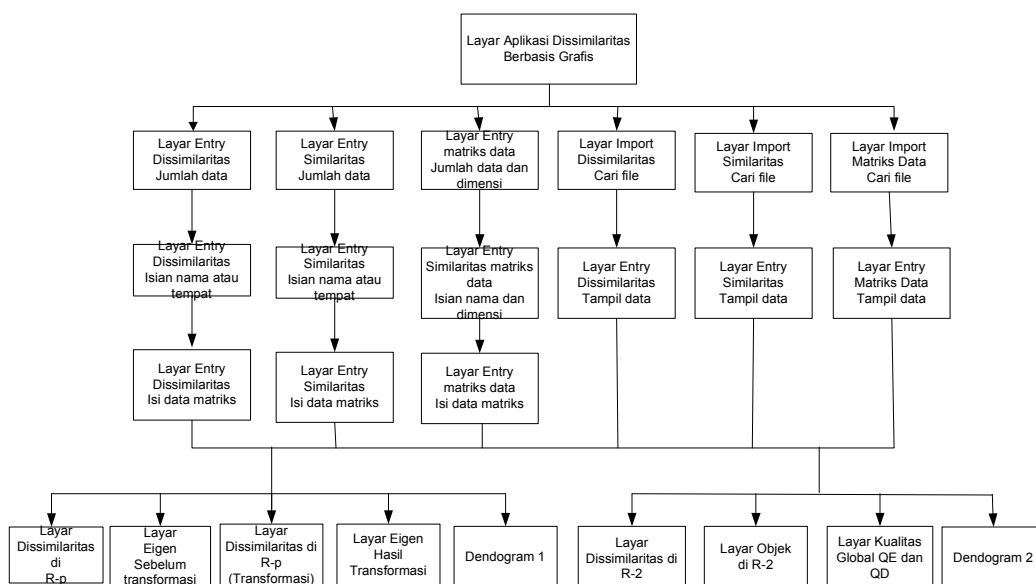 Layar Aplikasi Dissimilaritas
Berbasis Grafis
Layar Entry
Dissimilaritas
Jumlah data
Layar Entry
Similaritas
Jumlah data
Layar Entry
matriks data
Jumlah data dan
dimensi
Layar Import
Dissimilaritas
Cari file
Layar Import
Similaritas
Cari file
Layar Import
Matriks Data
Cari file
Layar Entry
Dissimilaritas
Isian nama atau
tempat
Layar Entry
Similaritas
Isian nama atau
tempat
Layar Entry
Similaritas matriks
data
Isian nama dan
dimensi
Layar Entry
Dissimilaritas
Tampil data
Layar Entry
Similaritas
Tampil data
Layar Entry
Matriks Data
Tampil data
Layar Entry
Dissimilaritas
Isi data matriks
Layar Entry
Similaritas
Isi data matriks
Layar Entry
matriks data
Isi data matriks
Layar
Dissimilaritas
di
R-p
Layar
Eigen
Sebelum
transformasi
Layar
Dissimilaritas di
R-p
(Transformasi)
Layar Eigen
Hasil
Transformasi
Dendogram 1
Layar
Dissimilaritas di
R-2
Layar Objek
di R-2
Layar Kualitas
Global QE dan
QD
Dendogram 2